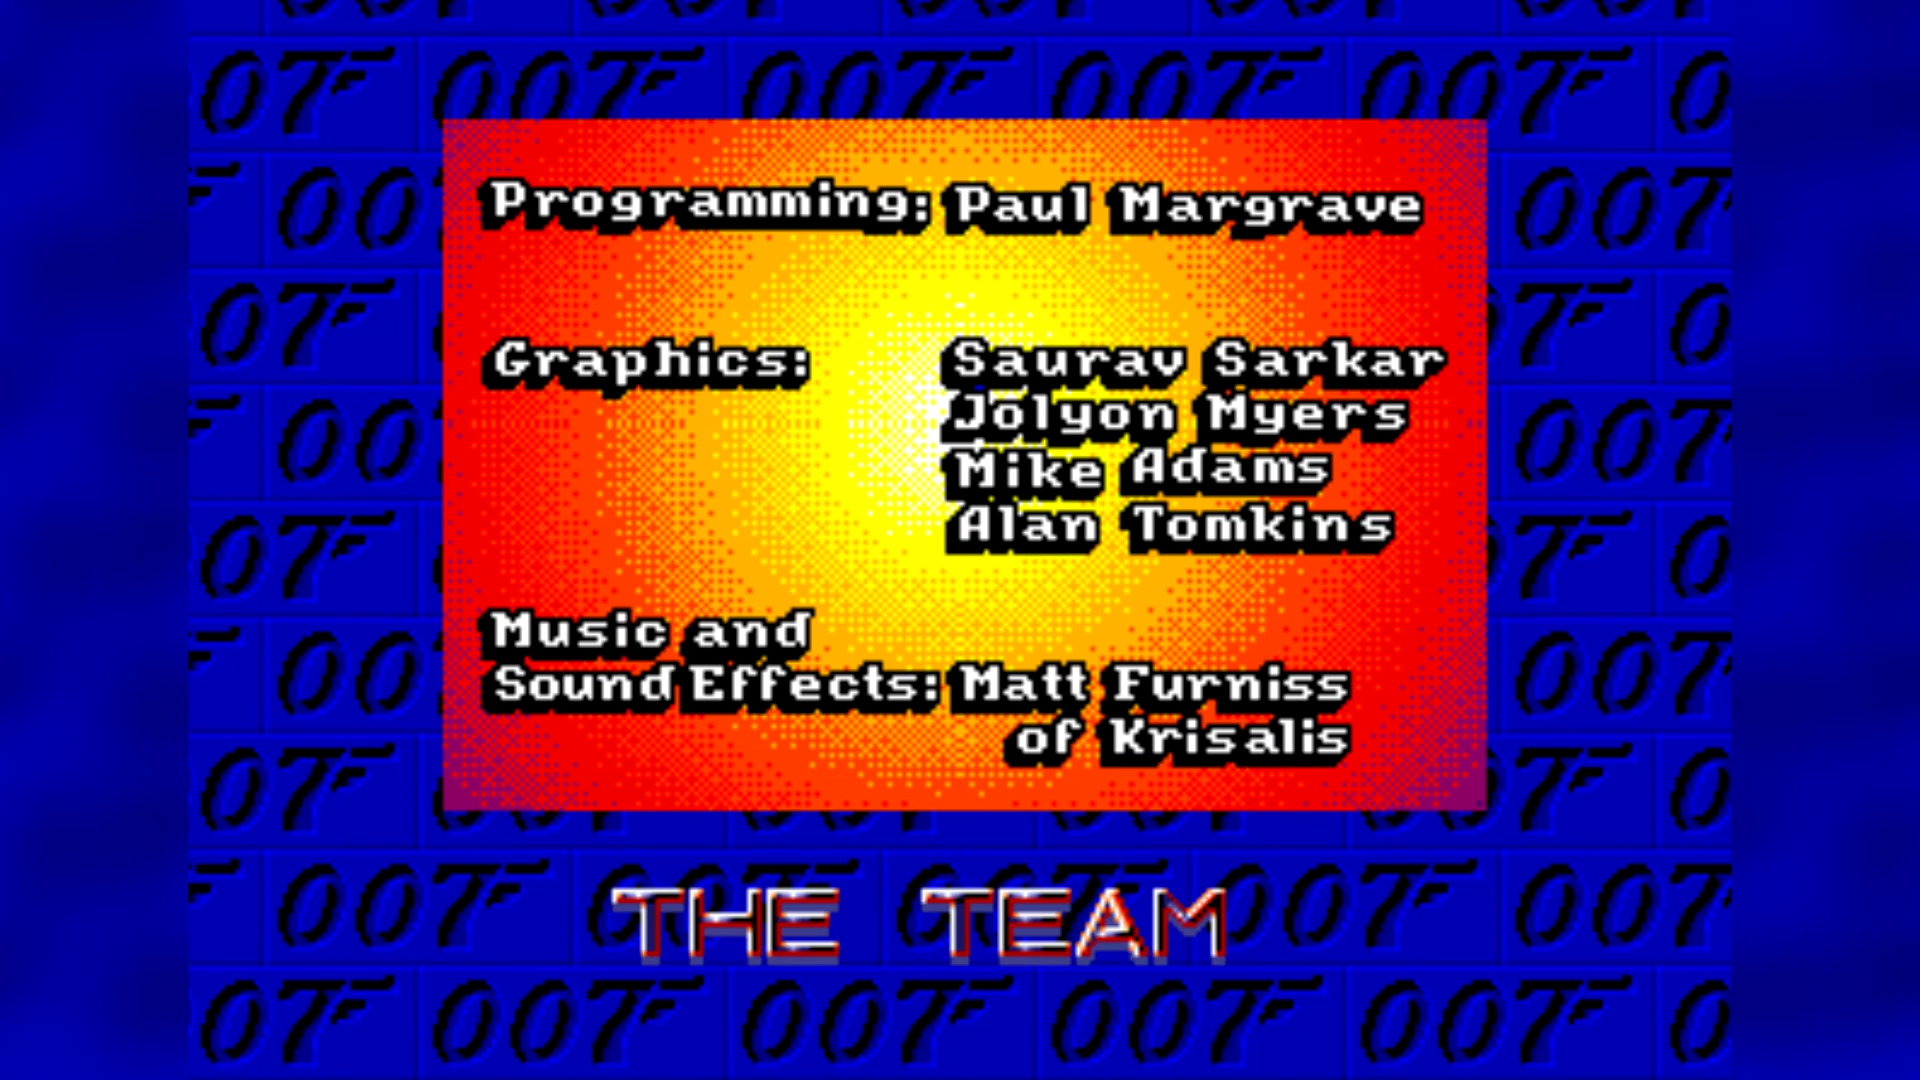 Programming: Paul Margrave
Graphics: Saurav Sarkar
Jolyon Myers
Mike Adams
Alan Tomkins
Music and
Sound Effects: Matt Furniss
of Krisalis
THE TEAM
007